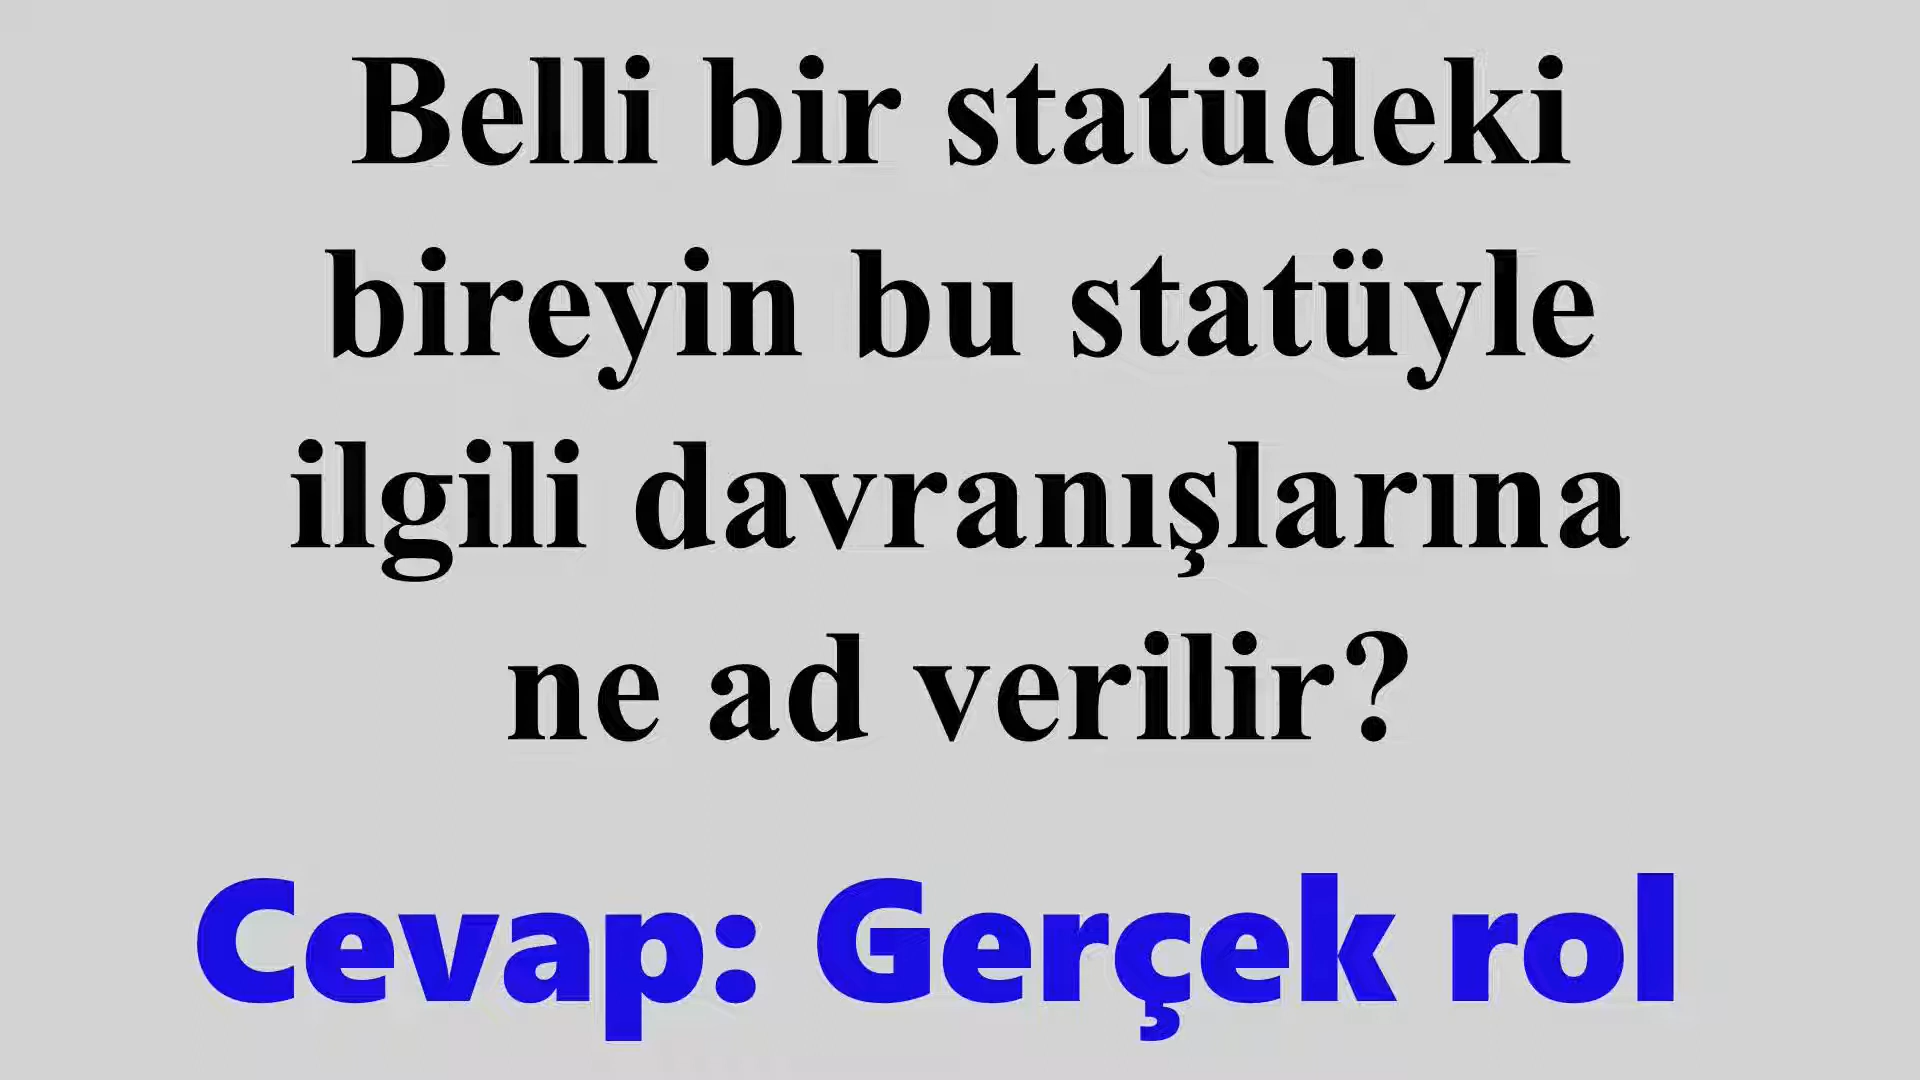 Belli bir statüdeki
bireyin bu statüyle
ilgili davranışlarına
ne ad verilir?
Cevap: Gerçek rol